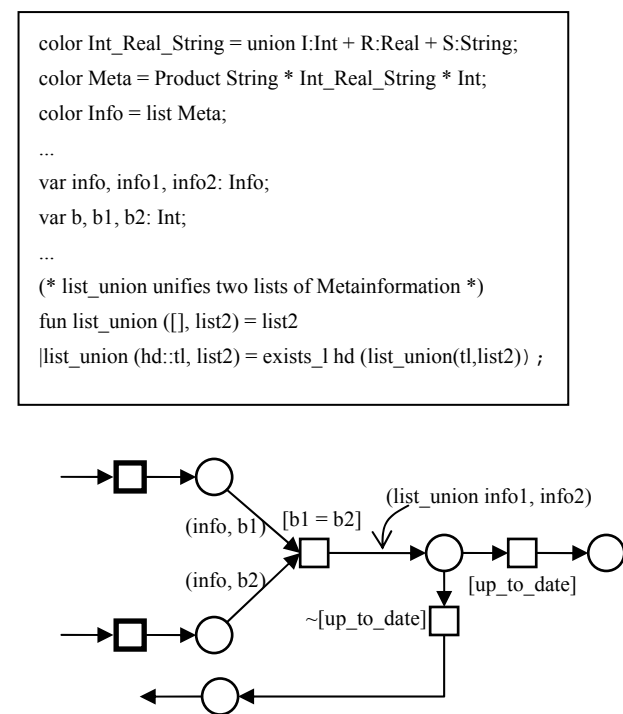 color Int_Real_String = union I:Int + R:Real + S:String;
color Meta = Product String * Int_Real_String * Int;
color Info = list Meta;
...
var info, info1, info2: Info;
var b, b1, b2: Int;
...
(* list_union unifies two lists of Metainformation *)
fun list_union ([], list2) = list2
|list_union (hd::tl, list2) = exists_l hd (list_union(tl,list2)) ;
(list_union info1, info2)
(info, b1)
[b1 = b2]
(info, b2)
[up_to_date]
~[up_to_date]